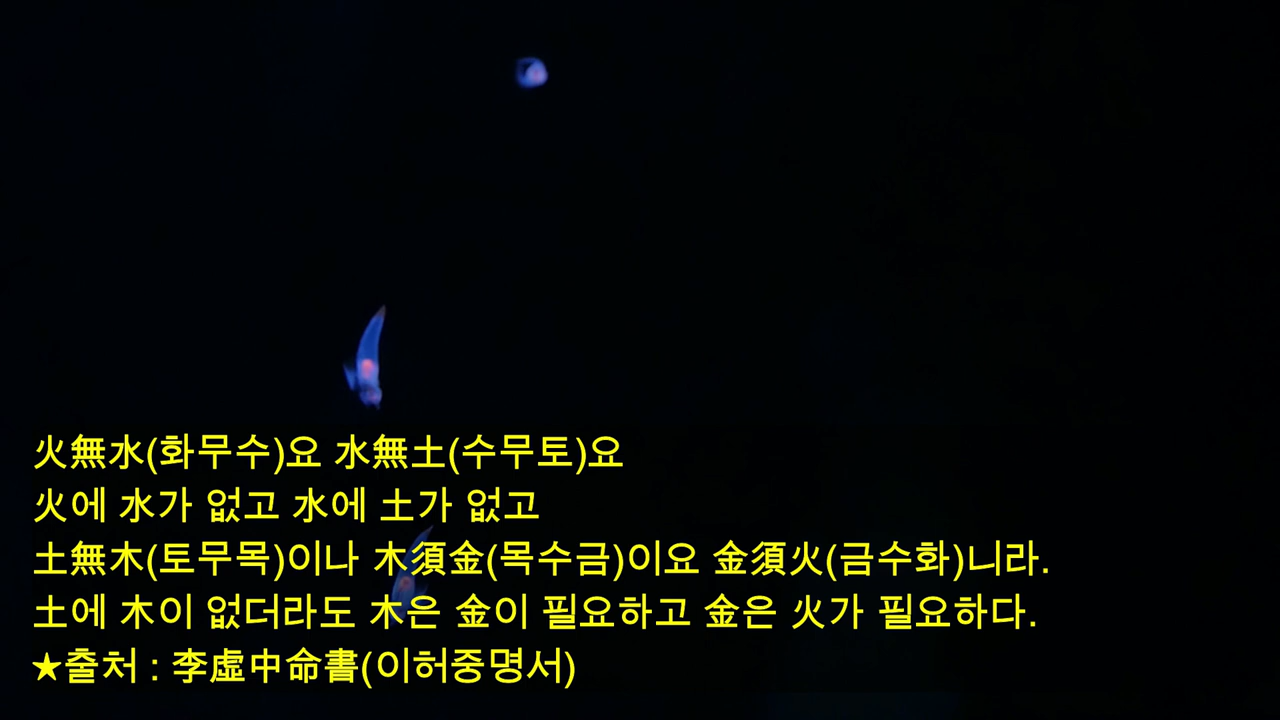 火無水(화무수)요 水無土(수무토)요
火에 水가 없고 水에 土가 없고
土無木(토무목)이나 木須金(목수금)이요 金須火(금수화)니라.
土에 木이 없더라도 木은 金이 필요하고 金은 火가 필요하다.
★출처 : 李虛中命書(이허중명서)